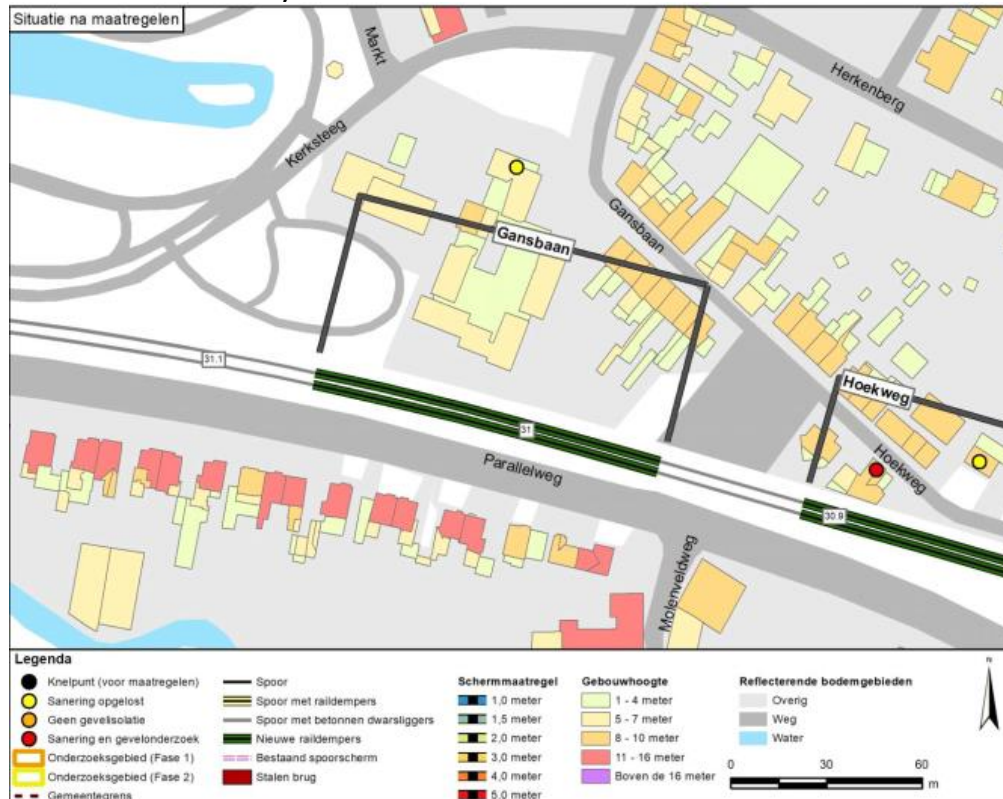 Situatie na maatregelen
Markt
Kerksteeg
Herkenberg
Gansbaan
Gansbaan
31.1
31
Hoekweg
Hoekweg
Parallelweg
30.9
Molenveldweg
Legenda
Knelpunt (voor maatregelen)
Sanering opgelost
Geen gevelisolatie
Sanering en gevelonderzoek
Onderzoeksgebied (Fase 1)
Onderzoeksgebied (Fase 2)
Gemeentegrens
Spoor
Spoor met raildempers
Spoor met betonnen dwarsliggers
Nieuwe raildempers
Bestaand spoorscherm
Stalen brug
Schermmaatregel
1,0 meter
1,5 meter
2,0 meter
3,0 meter
4,0 meter
5,0 meter
Gebouwhoogte
1 - 4 meter
5 - 7 meter
8 - 10 meter
11 - 16 meter
Boven de 16 meter
Reflecterende bodemgebieden
Overig
Weg
Water
N
0 30 60
m